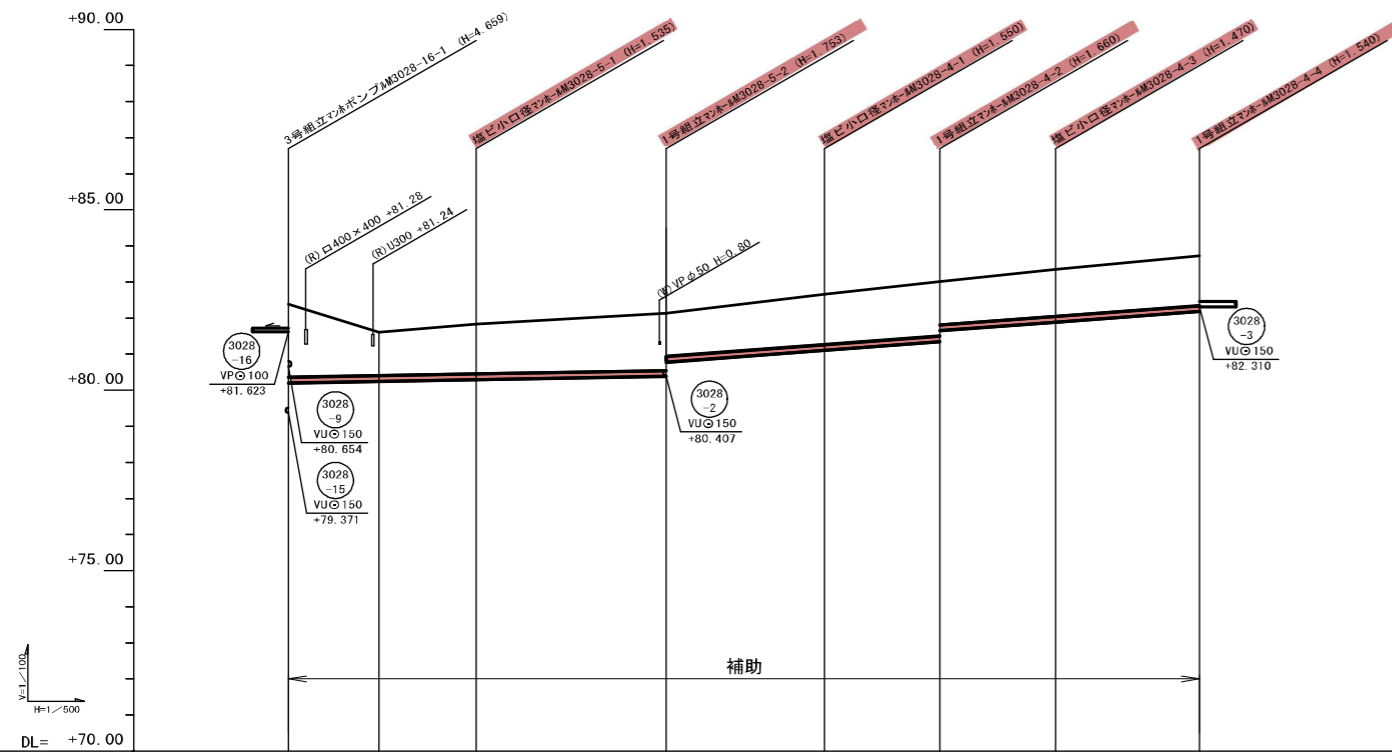 +90.00
3号組立ﾏﾝﾎﾎﾟﾝﾌﾟﾙM3028-16-1 (H=4.659)
塩ビ小口径ﾏﾝﾎｰﾙM3028-5-1 (H=1.535)
1号組立ﾏﾝﾎｰﾙM3028-5-2 (H=1.753)
塩ビ小口径ﾏﾝﾎｰﾙM3028-4-1 (H=1.550)
1号組立ﾏﾝﾎｰﾙM3028-4-2 (H=1.660)
塩ビ小口径ﾏﾝﾎｰﾙM3028-4-3 (H=1.470)
1号組立ﾏﾝﾎｰﾙM3028-4-4 (H=1.540)
+85.00
(R)ロ400×400 +81.28
(R)U300 +81.24
(W)VPφ50 H=0.80
3028
-16
VP⊙100
+81.623
+80.00
3028
-9
VU⊙150
+80.654
3028
-15
VU⊙150
+79.371
3028
-2
VU⊙150
+80.407
3028
-3
VU⊙150
+82.310
+75.00
補助
V=1/100
H=1/500
DL= +70.00